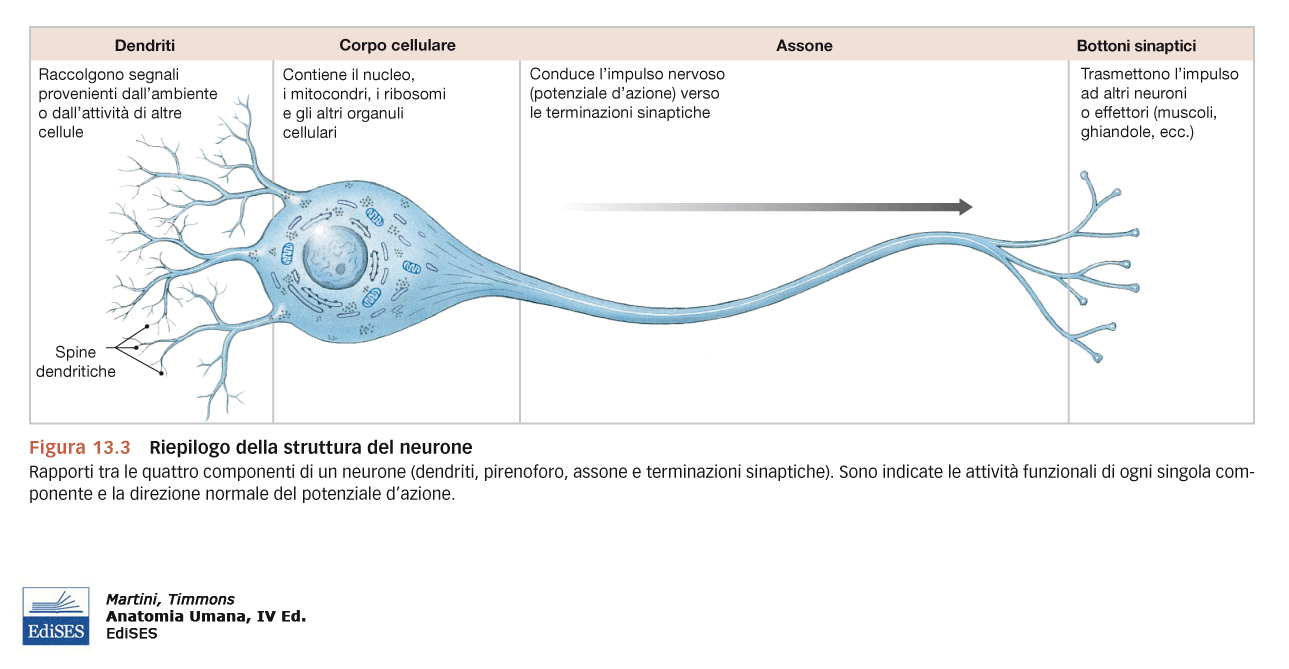 Dendriti
Corpo cellulare
Assone
Bottoni sinaptici
Raccolgono segnali
provenienti dall'ambiente
o dall'attività di altre
cellule
Contiene il nucleo,
i mitocondri, i ribosomi
e gli altri organuli
cellulari
Conduce l'impulso nervoso
(potenziale d'azione) verso
le terminazioni sinaptiche
Trasmettono l'impulso
ad altri neuroni
o effettori (muscoli,
ghiandole, ecc.)
Spine
dendritiche
Figura 13.3 Riepilogo della struttura del neurone
Rapporti tra le quattro componenti di un neurone (dendriti, pirenoforo, assone e terminazioni sinaptiche). Sono indicate le attività funzionali di ogni singola com-
ponente e la direzione normale del potenziale d'azione.
EdiSES
Martini, Timmons
Anatomia Umana, IV Ed.
EdiSES